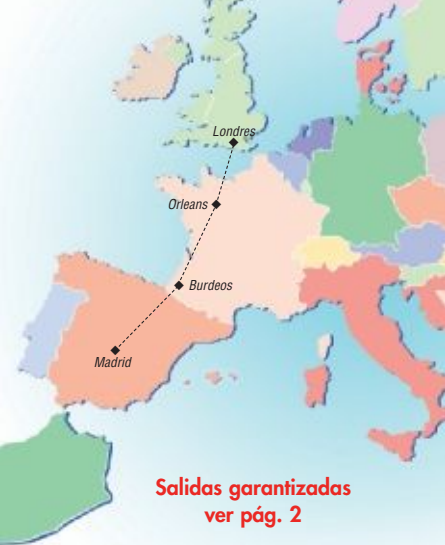 Londres
Orleans
Burdeos
Madrid
Salidas garantizadas
ver pág. 2